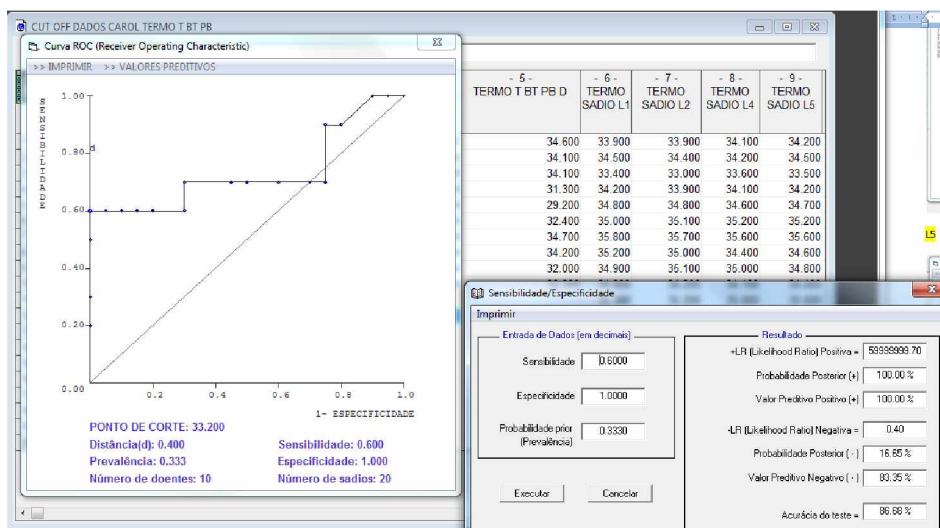 CUT OFF DADOS CAROL TERMO T BT PB
Curva ROC (Receiver Operating Characteristic)
>> IMPRIMIR >> VALORES PREDITIVOS
SENSIBILIDADE
1.00
0.80
0.60
0.40
0.20
0.00
d
0.2 0.4 0.6 0.8 1.0
1- ESPECIFICIDADE
PONTO DE CORTE: 33.200
Distância(d): 0.400 Sensibilidade: 0.600
Prevalência: 0.333 Especificidade: 1.000
Número de doentes: 10 Número de sadios: 20
- 5 - - 6 - - 7 - - 8 - - 9 -
TERMO T BT PB D TERMO TERMO TERMO TERMO
SADIO L1 SADIO L2 SADIO L4 SADIO L5
34.600 33.900 33.900 34.100 34.200
34.100 34.500 34.400 34.200 34.500
34.100 33.400 33.000 33.600 33.500
31.300 34.200 33.900 34.100 34.200
29.200 34.800 34.800 34.600 34.700
32.400 35.000 35.100 35.200 35.200
34.700 35.800 35.700 35.600 35.600
34.200 35.200 35.000 34.400 34.600
32.000 34.900 35.100 35.000 34.800
L5
Sensibilidade/Especificidade
Imprimir
Entrada de Dados [em decimais]
Sensibilidade 0.6000
Especificidade 1.0000
Probabilidade prior 0.3330
(Prevalência)
Executar Cancelar
Resultado
+LR (Likelihood Ratio) Positiva = 59999999.70
Probabilidade Posterior (+) 100.00 %
Valor Preditivo Positivo (+) 100.00 %
-LR (Likelihood Ratio) Negativa = 0.40
Probabilidade Posterior ( - ) 16.65 %
Valor Preditivo Negativo ( - ) 83.35 %
Acurácia do teste = 86.68 %